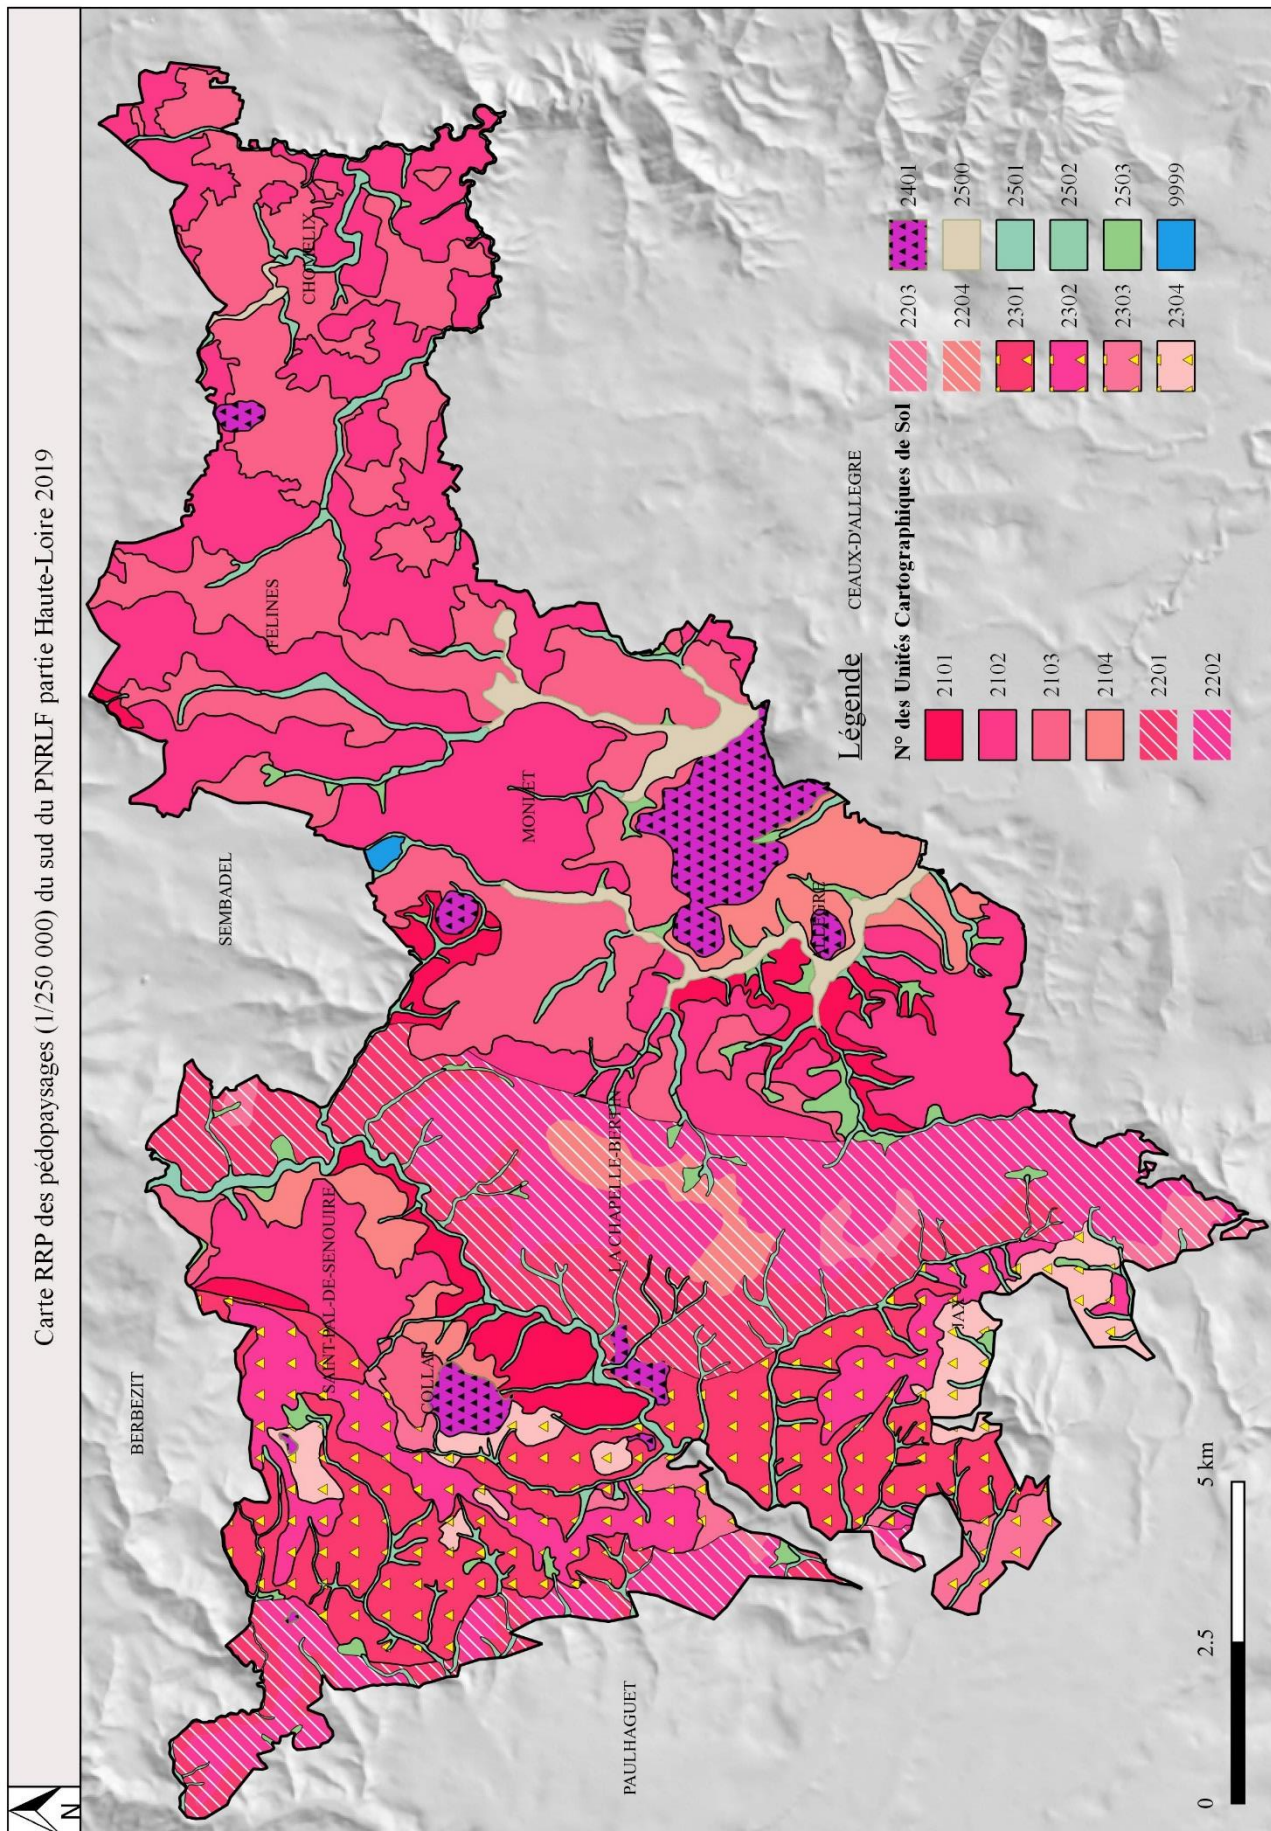 Carte RRP des pédopaysages (1/250 000) du sud du PNRLF partie Haute-Loire 2019
N
BERBEZIT
SEMBADEL
SAINT-PAL-DE-SENOUIRE
FELINES
CHOMELIX
COLLAT
MONLET
PAULHAGUET
LA CHAPELLE-BERTIN
ALLEGRE
CEAUX-D'ALLEGRE
JAX
Légende
N° des Unités Cartographiques de Sol
2101
2102
2103
2104
2201
2202
2203
2204
2301
2302
2303
2304
2401
2500
2501
2502
2503
9999
0
2.5
5 km